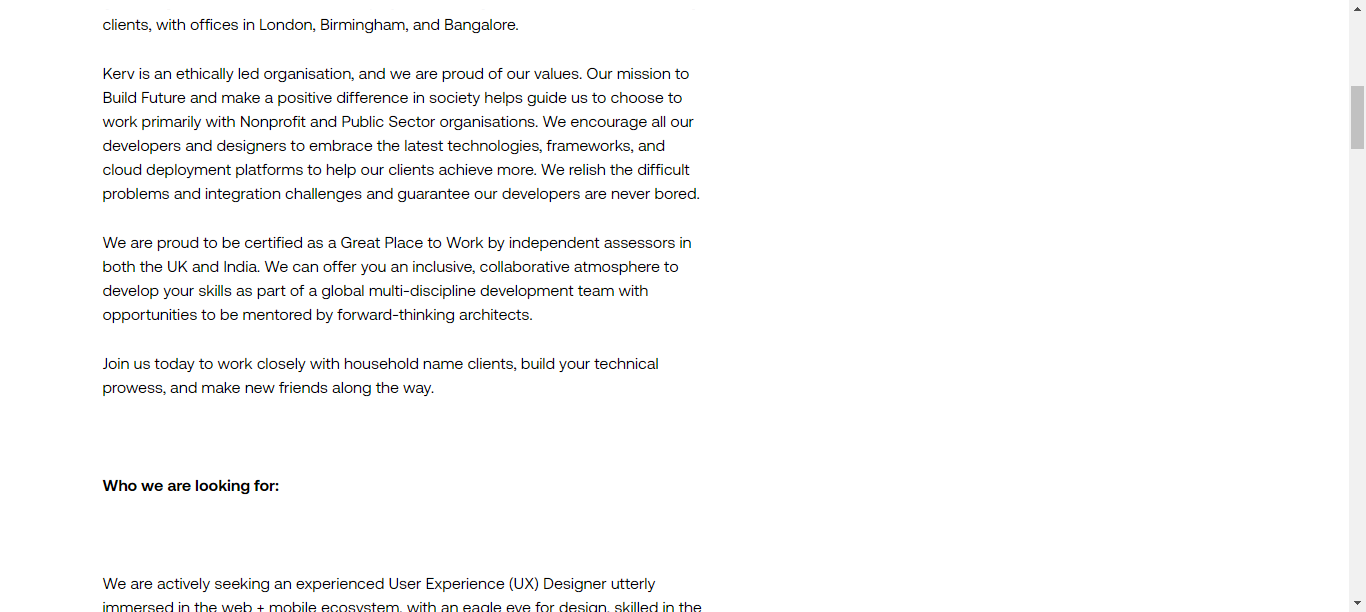 clients, with offices in London, Birmingham, and Bangalore.
Kerv is an ethically led organisation, and we are proud of our values. Our mission to
Build Future and make a positive difference in society helps guide us to choose to
work primarily with Nonprofit and Public Sector organisations. We encourage all our
developers and designers to embrace the latest technologies, frameworks, and
cloud deployment platforms to help our clients achieve more. We relish the difficult
problems and integration challenges and guarantee our developers are never bored.
We are proud to be certified as a Great Place to Work by independent assessors in
both the UK and India. We can offer you an inclusive, collaborative atmosphere to
develop your skills as part of a global multi-discipline development team with
opportunities to be mentored by forward-thinking architects.
Join us today to work closely with household name clients, build your technical
prowess, and make new friends along the way.
Who we are looking for:
We are actively seeking an experienced User Experience (UX) Designer utterly
immersed in the web + mobile ecosystem, with an eagle eye for design, skilled in the